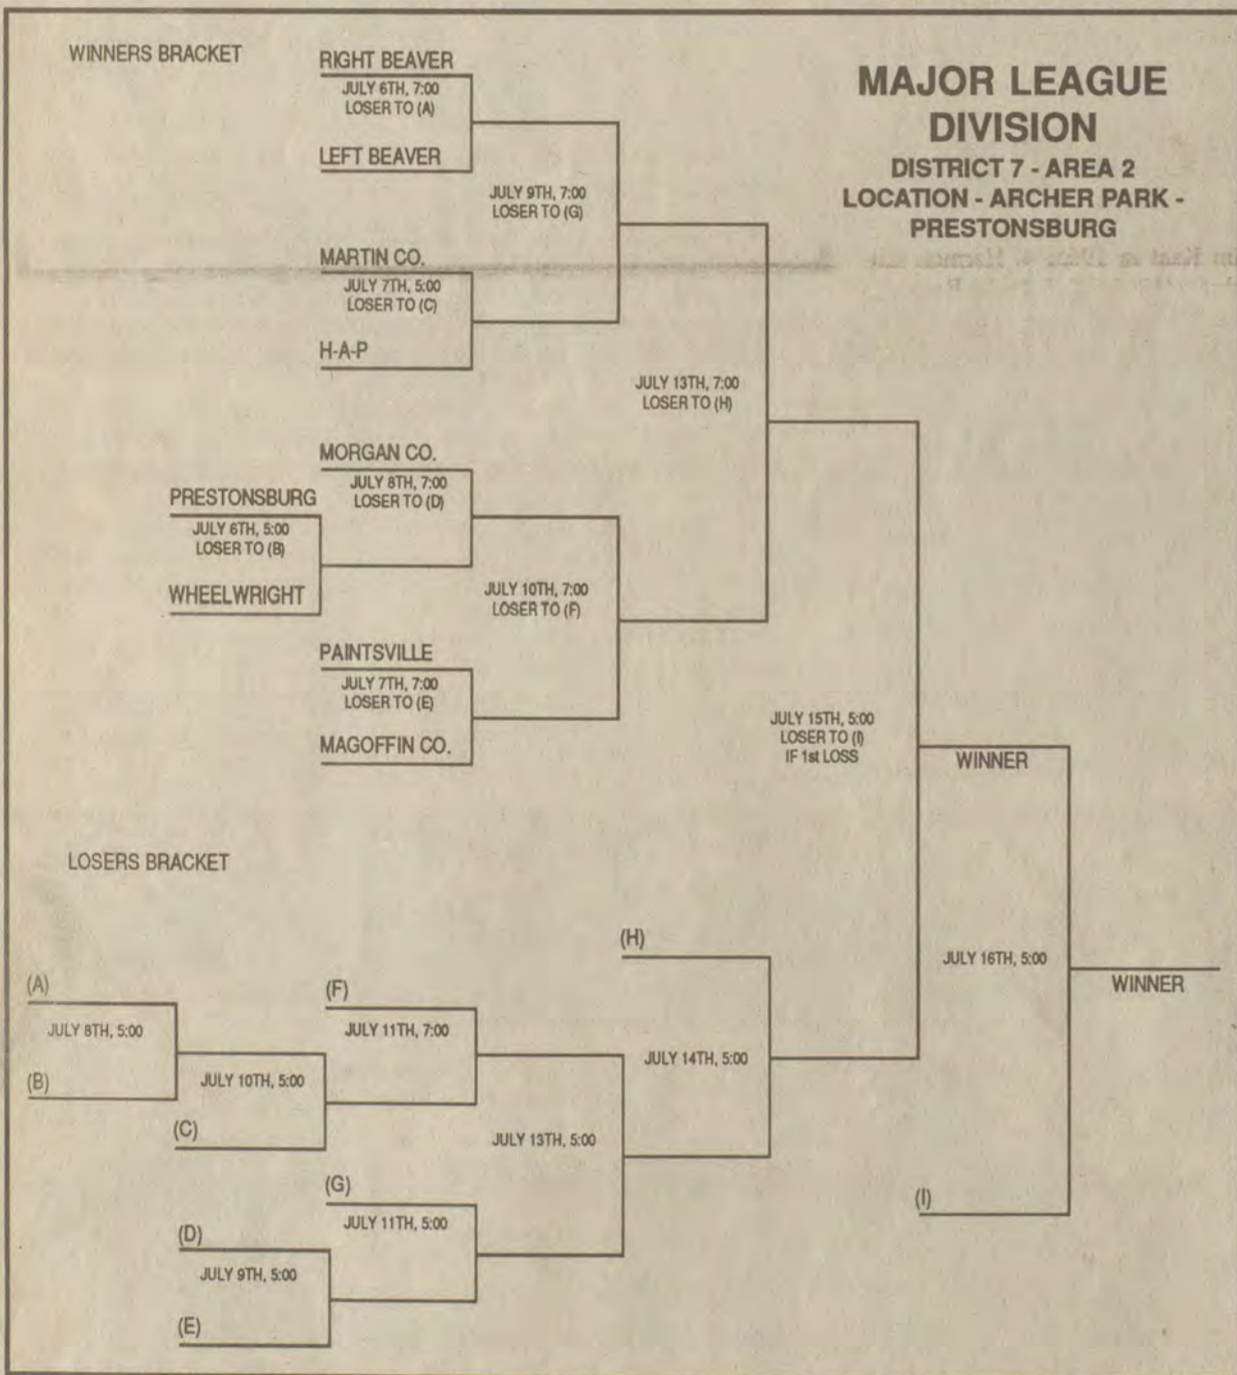 WINNERS BRACKET
MAJOR LEAGUE
DIVISION
DISTRICT 7 - AREA 2
LOCATION - ARCHER PARK -
PRESTONSBURG
RIGHT BEAVER
JULY 6TH, 7:00
LOSER TO (A)
LEFT BEAVER
JULY 9TH, 7:00
LOSER TO (G)
MARTIN CO.
JULY 7TH, 5:00
LOSER TO (C)
H-A-P
JULY 13TH, 7:00
LOSER TO (H)
MORGAN CO.
JULY 8TH, 7:00
LOSER TO (D)
PRESTONSBURG
JULY 6TH, 5:00
LOSER TO (B)
WHEELWRIGHT
JULY 10TH, 7:00
LOSER TO (F)
PAINTSVILLE
JULY 7TH, 7:00
LOSER TO (E)
MAGOFFIN CO.
JULY 15TH, 5:00
LOSER TO (I)
IF 1st LOSS
WINNER
LOSERS BRACKET
(H)
JULY 16TH, 5:00
WINNER
(A)
JULY 8TH, 5:00
(B)
(F)
JULY 11TH, 7:00
JULY 14TH, 5:00
JULY 10TH, 5:00
(C)
JULY 13TH, 5:00
(G)
JULY 11TH, 5:00
(I)
(D)
JULY 9TH, 5:00
(E)